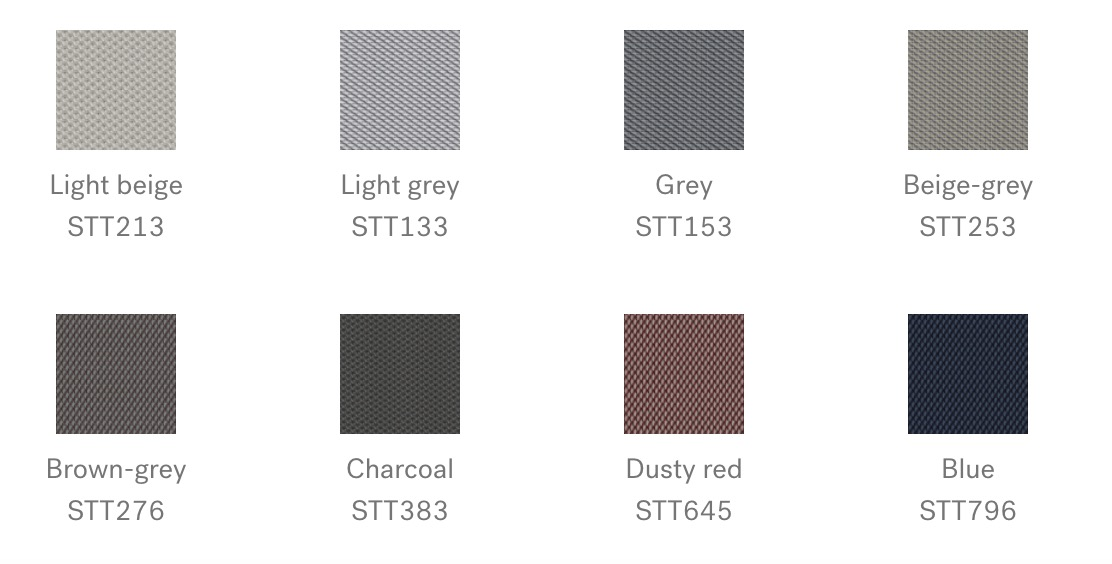 Light beige
STT213
Light grey
STT133
Grey
STT153
Beige-grey
STT253
Brown-grey
STT276
Charcoal
STT383
Dusty red
STT645
Blue
STT796